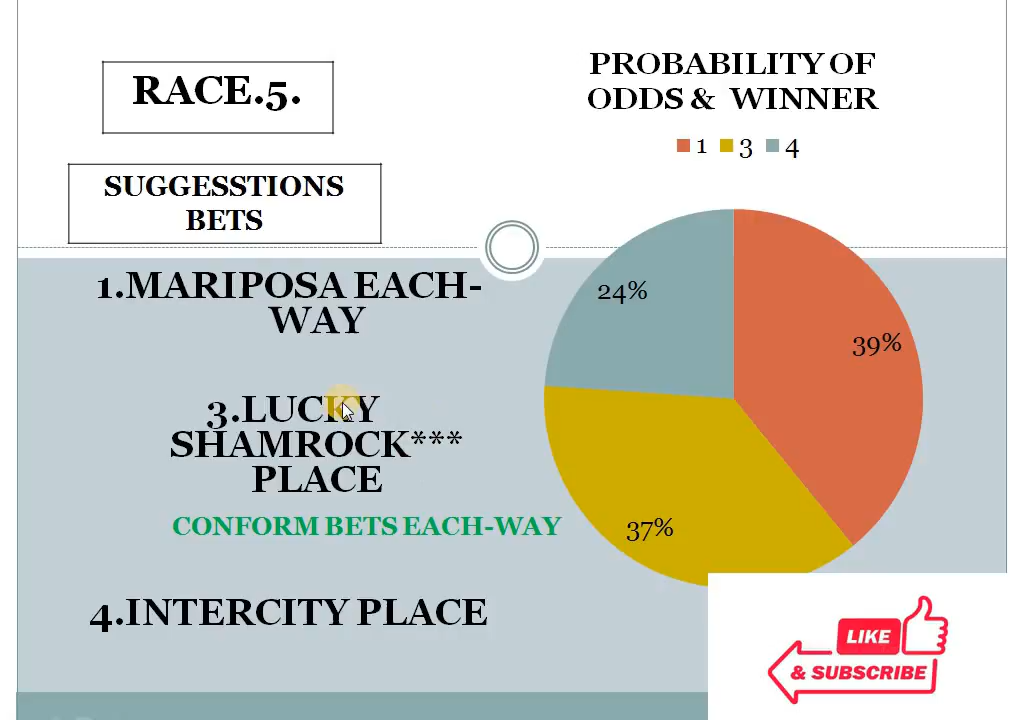 RACE.5.
SUGGESSTIONS
BETS
1.MARIPOSA EACH-
WAY
3.LUCKY
SHAMROCK***
PLACE
CONFORM BETS EACH-WAY
4.INTERCITY PLACE
PROBABILITY OF
ODDS & WINNER
1 3 4
24%
39%
37%
LIKE
& SUBSCRIBE